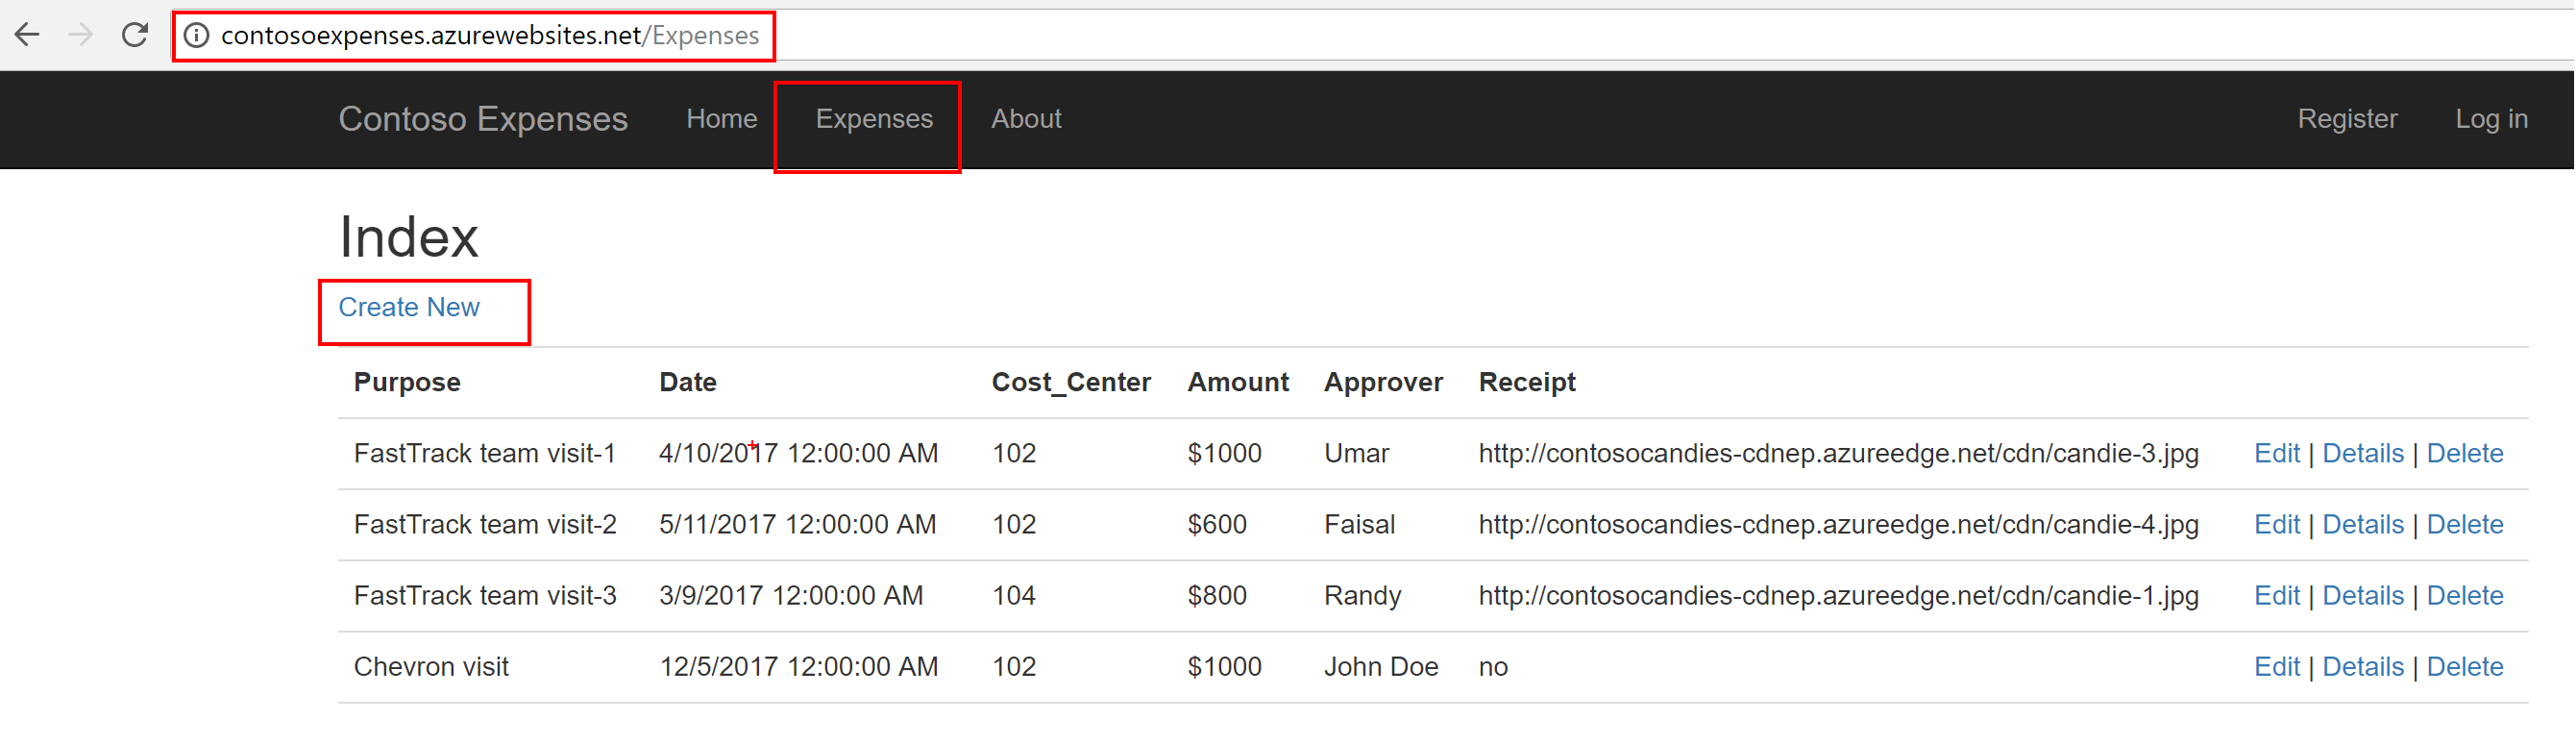 contosoexpenses.azurewebsites.net/Expenses
Contoso Expenses Home Expenses About Register Log in
Index
Create New
Purpose Date Cost_Center Amount Approver Receipt
FastTrack team visit-1 4/10/2017 12:00:00 AM 102 $1000 Umar http://contosocandies-cdnep.azureedge.net/cdn/candie-3.jpg Edit | Details | Delete
FastTrack team visit-2 5/11/2017 12:00:00 AM 102 $600 Faisal http://contosocandies-cdnep.azureedge.net/cdn/candie-4.jpg Edit | Details | Delete
FastTrack team visit-3 3/9/2017 12:00:00 AM 104 $800 Randy http://contosocandies-cdnep.azureedge.net/cdn/candie-1.jpg Edit | Details | Delete
Chevron visit 12/5/2017 12:00:00 AM 102 $1000 John Doe no Edit | Details | Delete